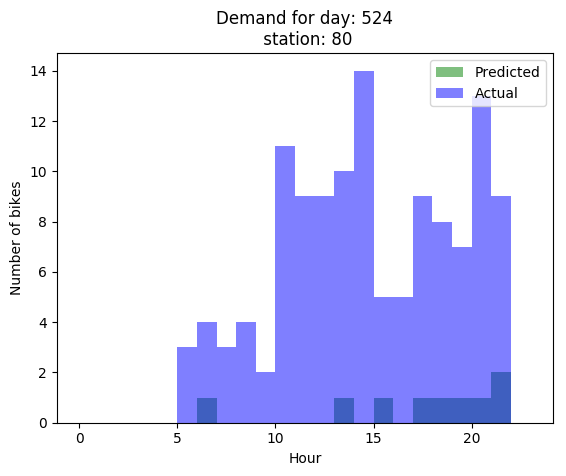 Demand for day: 524
station: 80
Predicted
Actual
Number of bikes
14
12
10
8
6
4
2
0
0 5 10 15 20
Hour